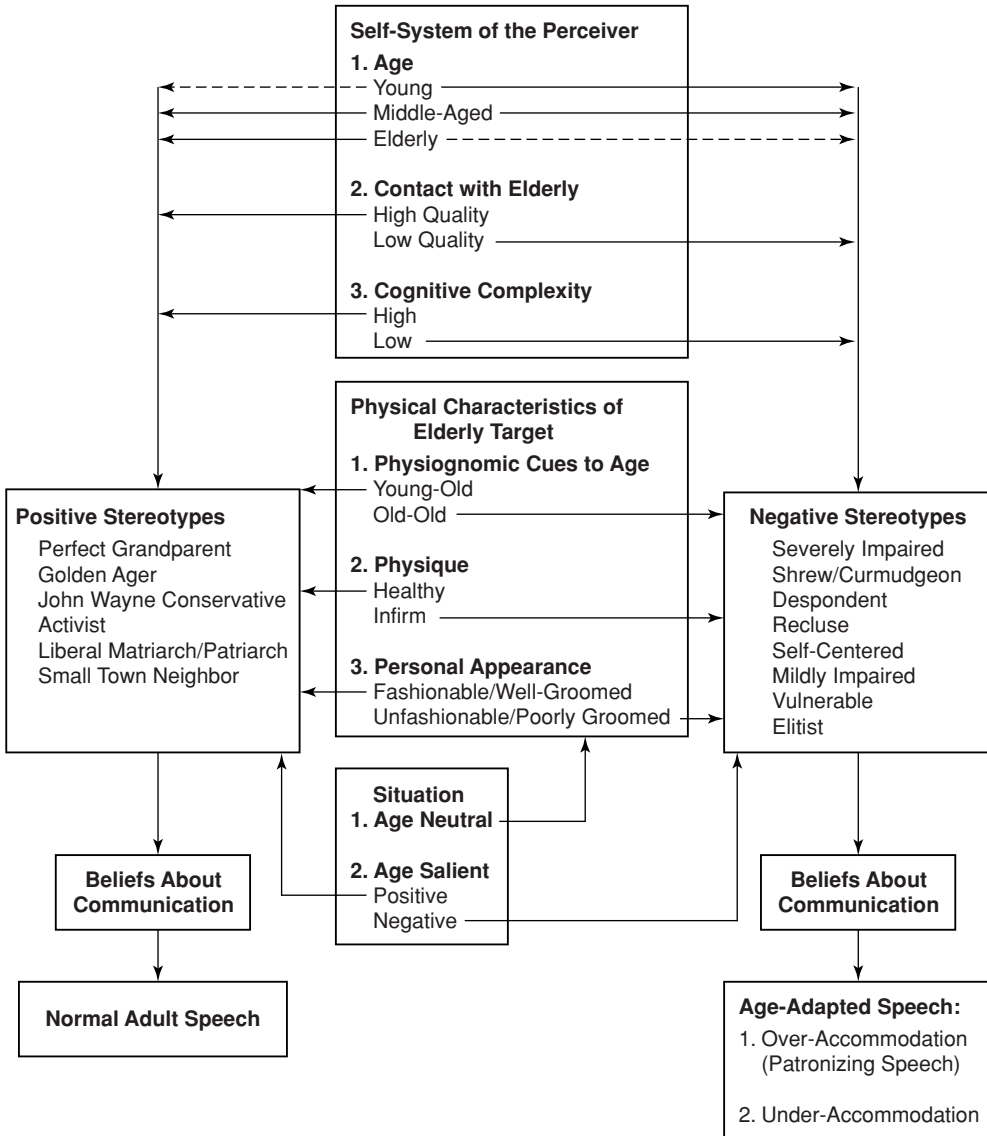 Self-System of the Perceiver
1. Age
Young
Middle-Aged
Elderly
2. Contact with Elderly
High Quality
Low Quality
3. Cognitive Complexity
High
Low
Physical Characteristics of
Elderly Target
1. Physiognomic Cues to Age
Young-Old
Old-Old
2. Physique
Healthy
Infirm
3. Personal Appearance
Fashionable/Well-Groomed
Unfashionable/Poorly Groomed
Positive Stereotypes
Perfect Grandparent
Golden Ager
John Wayne Conservative
Activist
Liberal Matriarch/Patriarch
Small Town Neighbor
Negative Stereotypes
Severely Impaired
Shrew/Curmudgeon
Despondent
Recluse
Self-Centered
Mildly Impaired
Vulnerable
Elitist
Situation
1. Age Neutral
2. Age Salient
Positive
Negative
Beliefs About
Communication
Beliefs About
Communication
Normal Adult Speech
Age-Adapted Speech:
1. Over-Accommodation
(Patronizing Speech)
2. Under-Accommodation